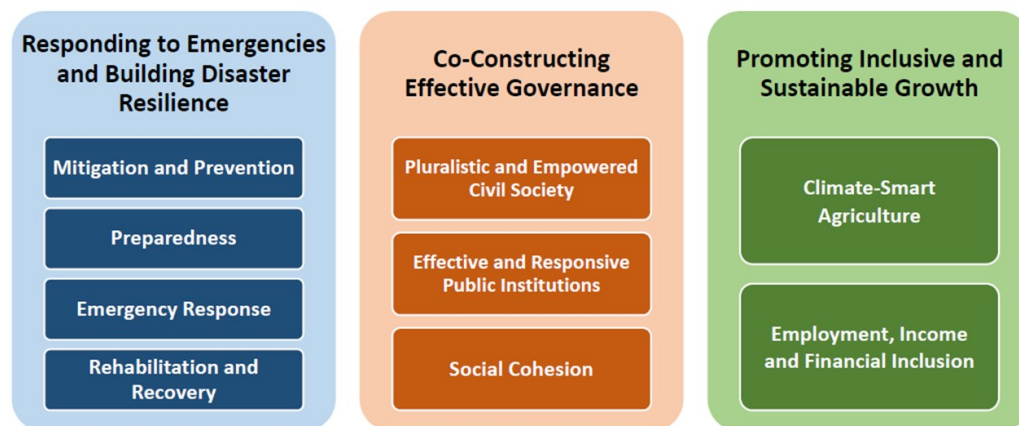 Responding to Emergencies
and Building Disaster
Resilience
Mitigation and Prevention
Preparedness
Emergency Response
Rehabilitation and
Recovery
Co-Constructing
Effective Governance
Pluralistic and Empowered
Civil Society
Effective and Responsive
Public Institutions
Social Cohesion
Promoting Inclusive and
Sustainable Growth
Climate-Smart
Agriculture
Employment, Income
and Financial Inclusion